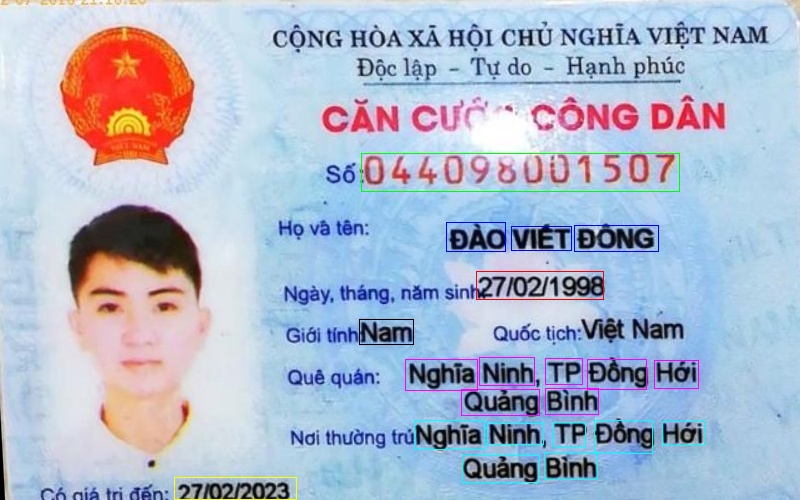 CỘNG HÒA XÃ HỘI CHỦ NGHĨA VIỆT NAM
Độc lập - Tự do - Hạnh phúc
CĂN CƯỚC CÔNG DÂN
Số: 044098001507
Họ và tên: ĐÀO VIẾT ĐÔNG
Ngày, tháng, năm sinh: 27/02/1998
Giới tính: Nam Quốc tịch: Việt Nam
Quê quán: Nghĩa Ninh, TP Đồng Hới
Quảng Bình
Nơi thường trú: Nghĩa Ninh, TP Đồng Hới
Quảng Bình
Có giá trị đến: 27/02/2023